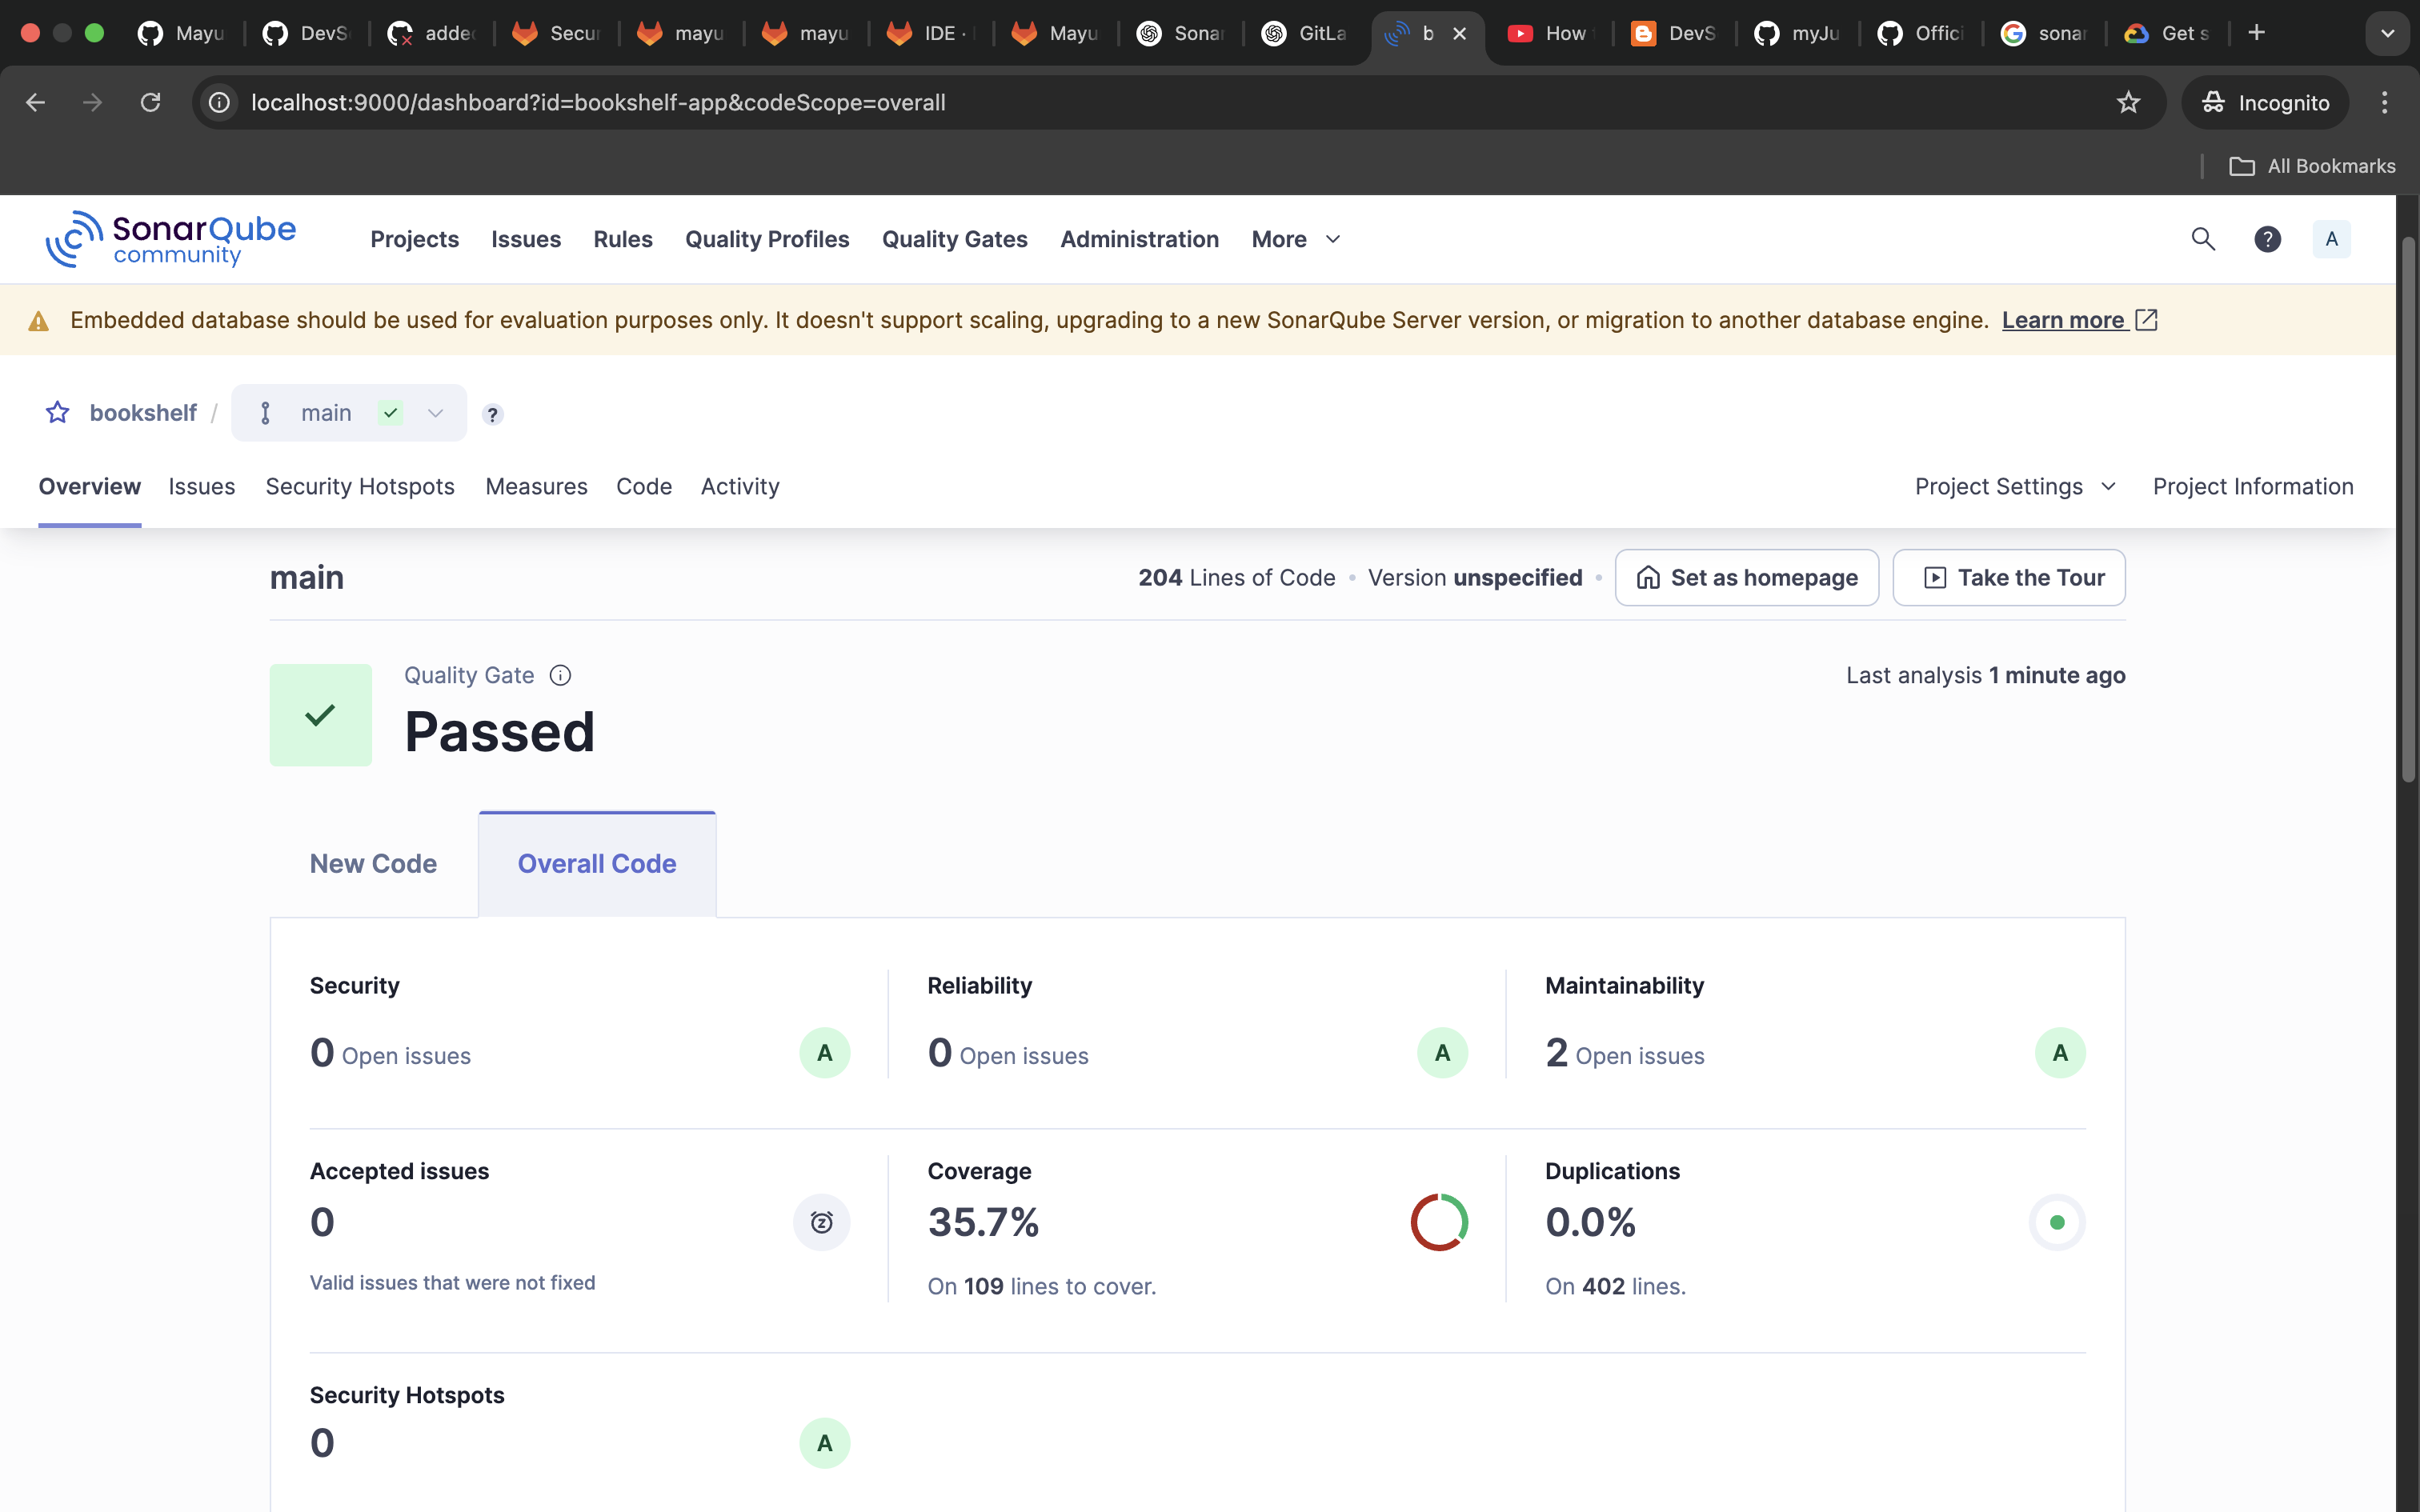 Mayu DevS added Secur mayu mayu IDE · Mayu Sonar GitLa b How DevS myJu Offici sonar Get s
localhost:9000/dashboard?id=bookshelf-app&codeScope=overall Incognito
All Bookmarks
SonarQube community
Projects Issues Rules Quality Profiles Quality Gates Administration More ? A
Embedded database should be used for evaluation purposes only. It doesn't support scaling, upgrading to a new SonarQube Server version, or migration to another database engine. Learn more
bookshelf / main ?
Overview Issues Security Hotspots Measures Code Activity Project Settings Project Information
main 204 Lines of Code • Version unspecified • Set as homepage Take the Tour
Quality Gate Last analysis 1 minute ago
Passed
New Code Overall Code
Security Reliability Maintainability
0 Open issues A 0 Open issues A 2 Open issues A
Accepted issues Coverage Duplications
0 35.7% 0.0%
Valid issues that were not fixed On 109 lines to cover. On 402 lines.
Security Hotspots
0 A